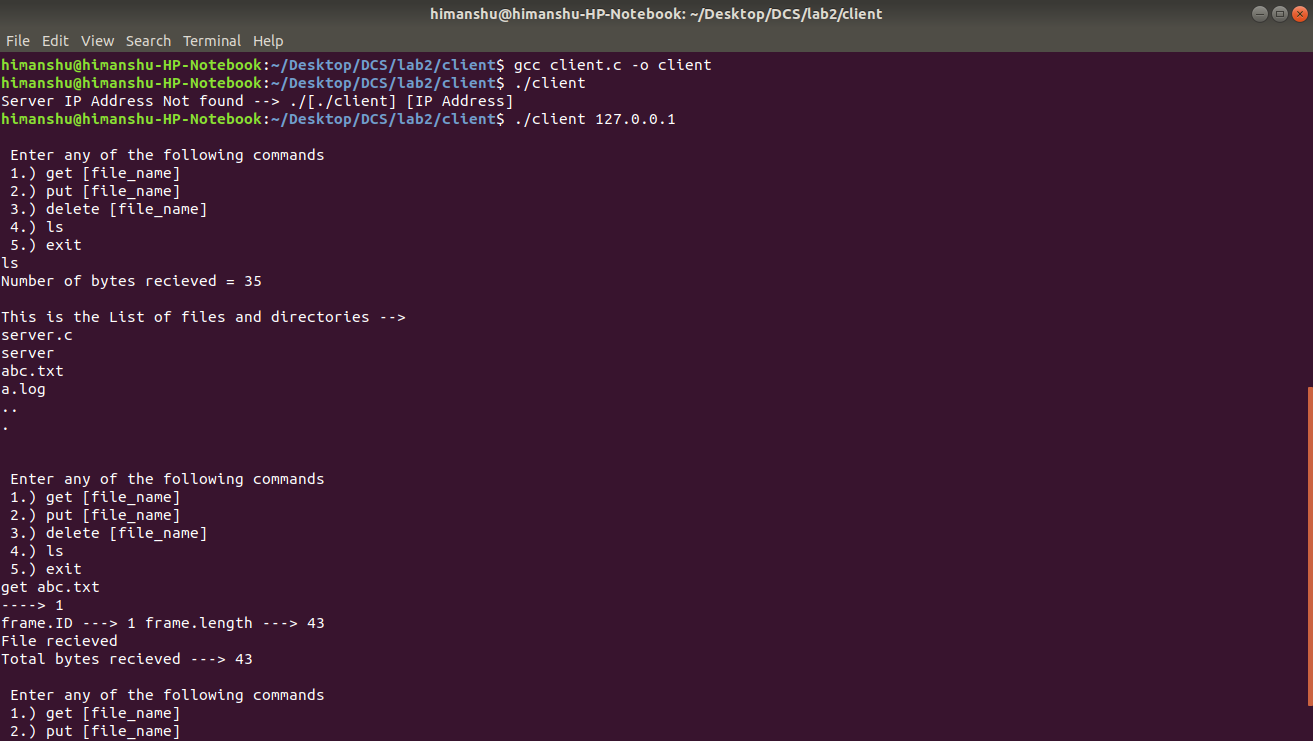 himanshu@himanshu-HP-Notebook: ~/Desktop/DCS/lab2/client
File Edit View Search Terminal Help
himanshu@himanshu-HP-Notebook:~/Desktop/DCS/lab2/client$ gcc client.c -o client
himanshu@himanshu-HP-Notebook:~/Desktop/DCS/lab2/client$ ./client
Server IP Address Not found --> ./[./client] [IP Address]
himanshu@himanshu-HP-Notebook:~/Desktop/DCS/lab2/client$ ./client 127.0.0.1
Enter any of the following commands
1.) get [file_name]
2.) put [file_name]
3.) delete [file_name]
4.) ls
5.) exit
ls
Number of bytes recieved = 35
This is the List of files and directories -->
server.c
server
abc.txt
a.log
..
.
Enter any of the following commands
1.) get [file_name]
2.) put [file_name]
3.) delete [file_name]
4.) ls
5.) exit
get abc.txt
----> 1
frame.ID ---> 1 frame.length ---> 43
File recieved
Total bytes recieved ---> 43
Enter any of the following commands
1.) get [file_name]
2.) put [file_name]